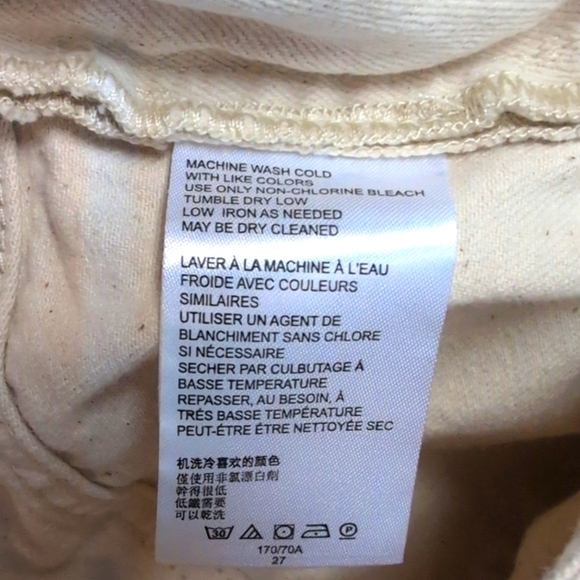 MACHINE WASH COLD
WITH LIKE COLORS
USE ONLY NON-CHLORINE BLEACH
TUMBLE DRY LOW
LOW IRON AS NEEDED
MAY BE DRY CLEANED
LAVER À LA MACHINE À L'EAU
FROIDE AVEC COULEURS
SIMILAIRES
UTILISER UN AGENT DE
BLANCHIMENT SANS CHLORE
SI NÉCESSAIRE
SECHER PAR CULBUTAGE À
BASSE TEMPERATURE
REPASSER, AU BESOIN, À
TRÉS BASSE TEMPÉRATURE
PEUT-ÉTRE ÉTRE NETTOYÉE SEC
机洗冷喜欢的颜色
僅使用非氯漂白劑
幹得很低
低鐵需要
可以乾洗
30 P
170/70A
27